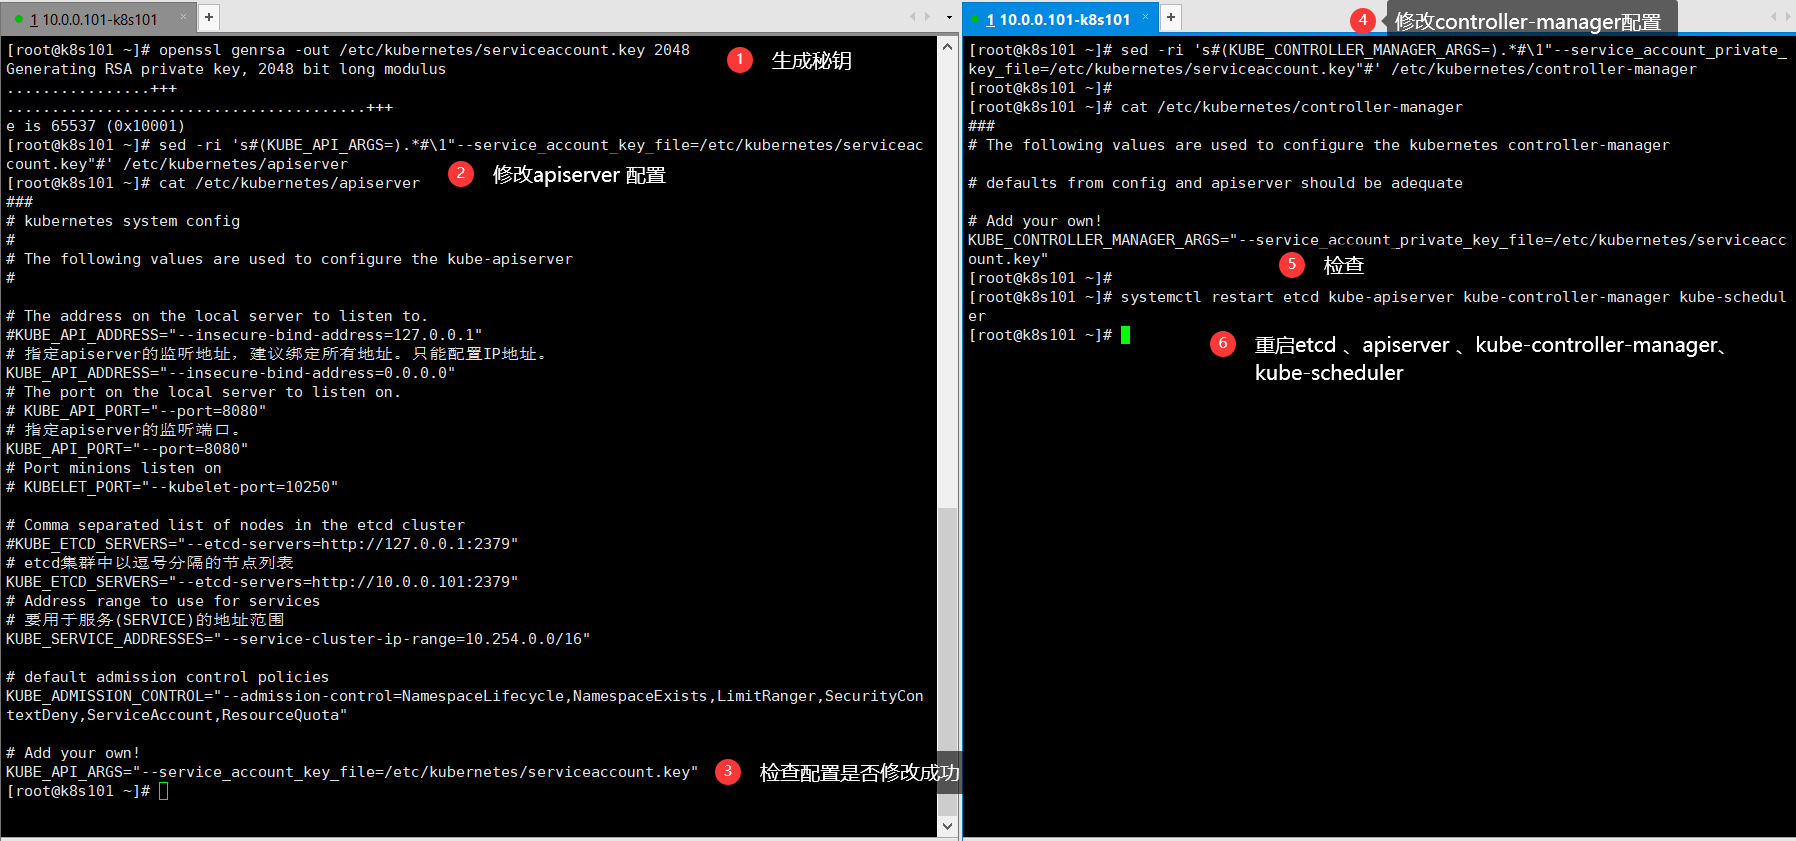 1 10.0.0.101-k8s101
[root@k8s101 ~]# openssl genrsa -out /etc/kubernetes/serviceaccount.key 2048
1 生成秘钥
Generating RSA private key, 2048 bit long modulus
................+++
........................................+++
e is 65537 (0x10001)
[root@k8s101 ~]# sed -ri 's#(KUBE_API_ARGS=).*#\1"--service_account_key_file=/etc/kubernetes/serviceac
count.key"#' /etc/kubernetes/apiserver
2 修改apiserver 配置
[root@k8s101 ~]# cat /etc/kubernetes/apiserver
###
# kubernetes system config
#
# The following values are used to configure the kube-apiserver
#
# The address on the local server to listen to.
#KUBE_API_ADDRESS="--insecure-bind-address=127.0.0.1"
# 指定apiserver的监听地址，建议绑定所有地址。只能配置IP地址。
KUBE_API_ADDRESS="--insecure-bind-address=0.0.0.0"
# The port on the local server to listen on.
# KUBE_API_PORT="--port=8080"
# 指定apiserver的监听端口。
KUBE_API_PORT="--port=8080"
# Port minions listen on
# KUBELET_PORT="--kubelet-port=10250"
# Comma separated list of nodes in the etcd cluster
#KUBE_ETCD_SERVERS="--etcd-servers=http://127.0.0.1:2379"
# etcd集群中以逗号分隔的节点列表
KUBE_ETCD_SERVERS="--etcd-servers=http://10.0.0.101:2379"
# Address range to use for services
# 要用于服务(SERVICE)的地址范围
KUBE_SERVICE_ADDRESSES="--service-cluster-ip-range=10.254.0.0/16"
# default admission control policies
KUBE_ADMISSION_CONTROL="--admission-control=NamespaceLifecycle,NamespaceExists,LimitRanger,SecurityCon
textDeny,ServiceAccount,ResourceQuota"
# Add your own!
KUBE_API_ARGS="--service_account_key_file=/etc/kubernetes/serviceaccount.key"
3 检查配置是否修改成功
[root@k8s101 ~]#
1 10.0.0.101-k8s101
4 修改controller-manager配置
[root@k8s101 ~]# sed -ri 's#(KUBE_CONTROLLER_MANAGER_ARGS=).*#\1"--service_account_private_
key_file=/etc/kubernetes/serviceaccount.key"#' /etc/kubernetes/controller-manager
[root@k8s101 ~]#
[root@k8s101 ~]# cat /etc/kubernetes/controller-manager
###
# The following values are used to configure the kubernetes controller-manager
# defaults from config and apiserver should be adequate
# Add your own!
KUBE_CONTROLLER_MANAGER_ARGS="--service_account_private_key_file=/etc/kubernetes/serviceacc
ount.key"
5 检查
[root@k8s101 ~]#
[root@k8s101 ~]# systemctl restart etcd kube-apiserver kube-controller-manager kube-schedul
er
[root@k8s101 ~]#
6 重启etcd 、apiserver 、kube-controller-manager、
kube-scheduler